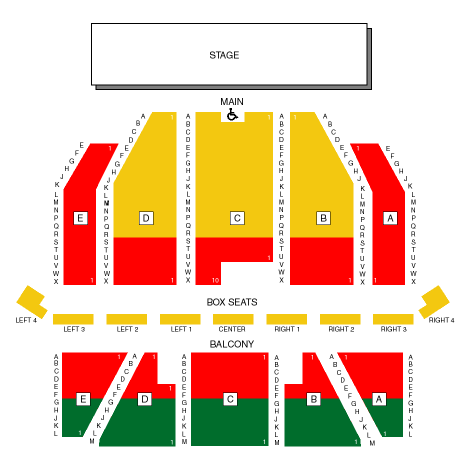 STAGE
MAIN
A A A A
B B B B
C C C C
D D D D
E E E E E E
F F F F F F
G G G G G G
H H H H H H
J J J J J J
K K K K K K
L L L L L L
M M M M M M
N N N N N N
P P P P P P
Q Q Q Q Q Q
R R R R R R
S S S S S S
T T T T T T
U U U U U U
V V V V V V
W W W W W W
X X X X X X
E D C B A
1 1 1 1
1 1 10 1 1 1
BOX SEATS
LEFT 4 LEFT 3 LEFT 2 LEFT 1 CENTER RIGHT 1 RIGHT 2 RIGHT 3 RIGHT 4
BALCONY
1 1 1 1
A A A A A A
B B B B B B
C C C C C C
D D D D D D
E E E E E E
F F F F F F
G G G G G G
H H H H H H
J J J J J J
K K K K K K
L L L L L L
M M M M
E D C B A
1 1 1 1 1